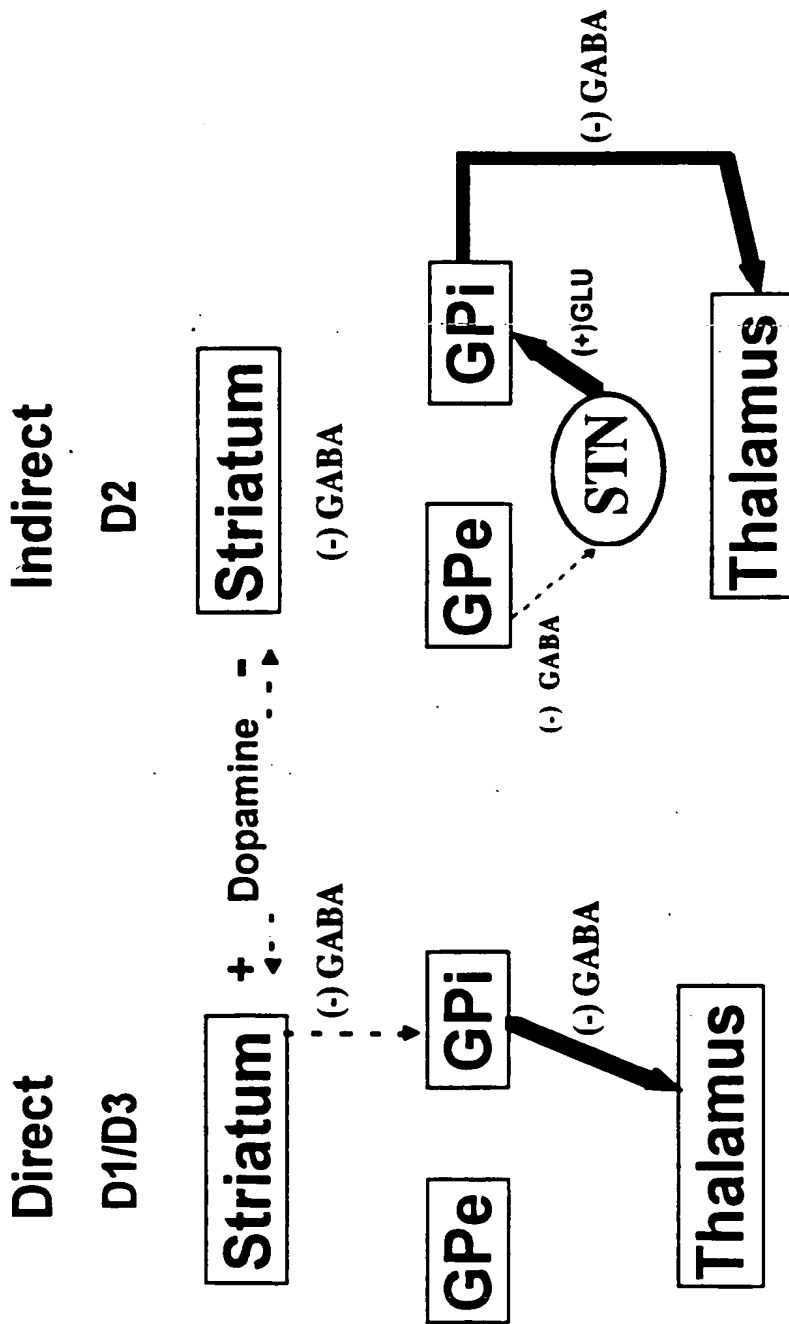 Direct
Indirect
D1/D3
D2
Striatum
+
Dopamine
-
Striatum
(-) GABA
(-) GABA
GPe
GPi
GPe
GPi
(-) GABA
(-) GABA
STN
(+)GLU
(-) GABA
Thalamus
Thalamus